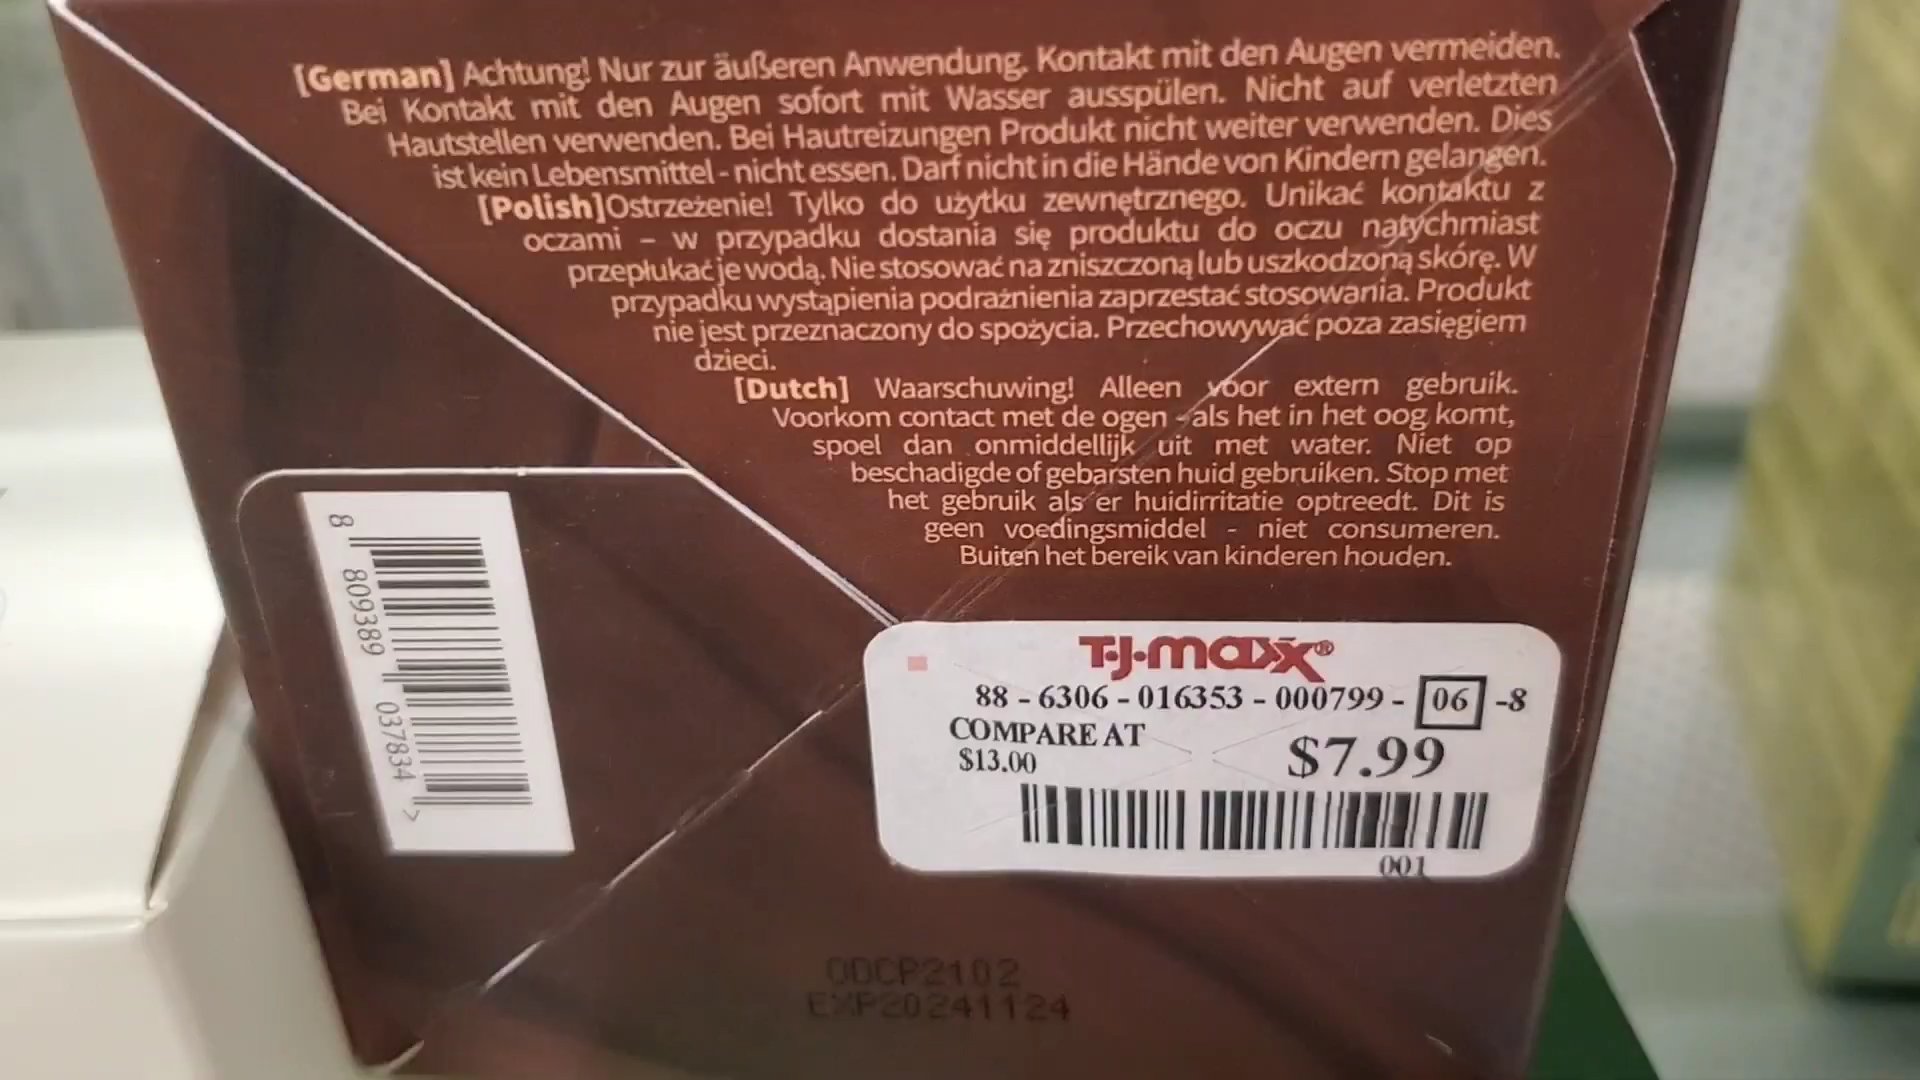 [German] Achtung! Nur zur äußeren Anwendung. Kontakt mit den Augen vermeiden.
Bei Kontakt mit den Augen sofort mit Wasser ausspülen. Nicht auf verletzten
Hautstellen verwenden. Bei Hautreizungen Produkt nicht weiter verwenden. Dies
ist kein Lebensmittel - nicht essen. Darf nicht in die Hände von Kindern gelangen.
[Polish]Ostrzeżenie! Tylko do użytku zewnętrznego. Unikać kontaktu z
oczami – w przypadku dostania się produktu do oczu natychmiast
przepłukać je wodą. Nie stosować na zniszczoną lub uszkodzoną skórę. W
przypadku wystąpienia podrażnienia zaprzestać stosowania. Produkt
nie jest przeznaczony do spożycia. Przechowywać poza zasięgiem
dzieci.
[Dutch] Waarschuwing! Alleen voor extern gebruik.
Voorkom contact met de ogen - als het in het oog komt,
spoel dan onmiddellijk uit met water. Niet op
beschadigde of gebarsten huid gebruiken. Stop met
het gebruik als er huidirritatie optreedt. Dit is
geen voedingsmiddel - niet consumeren.
Buiten het bereik van kinderen houden.
8 809389 037834 >
T·J·maxx®
88 - 6306 - 016353 - 000799 - 06 -8
COMPARE AT
$13.00
$7.99
001
ODCP2102
EXP20241124